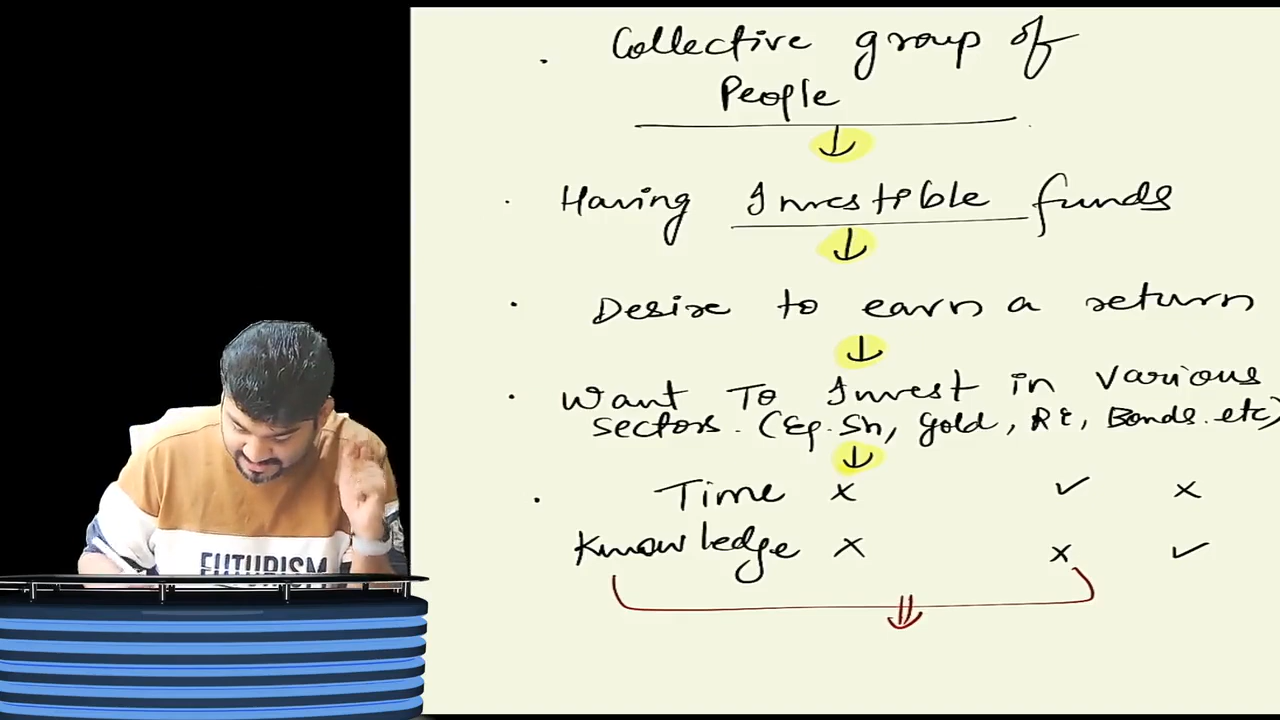 . Collective group of
People
↓
. Having Investible funds
↓
. Desire to earn a return
↓
. Want To Invest in various
sectors. (Eq. Sh, Gold, RE, Bonds. etc)
↓
. Time × ✓ ×
Knowledge × × ✓
FUTURISM